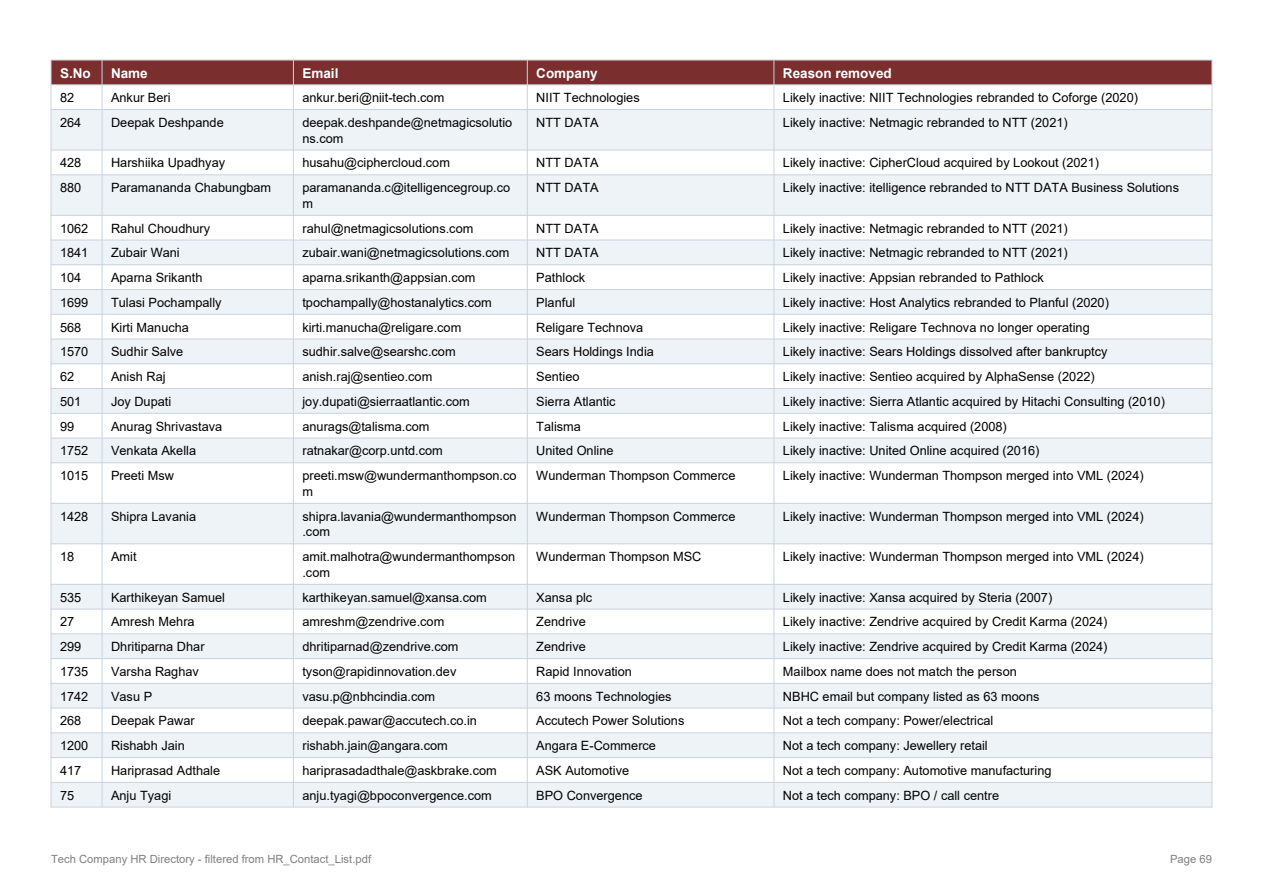 S.No Name Email Company Reason removed
82 Ankur Beri ankur.beri@niit-tech.com NIIT Technologies Likely inactive: NIIT Technologies rebranded to Coforge (2020)
264 Deepak Deshpande deepak.deshpande@netmagicsolutio NTT DATA Likely inactive: Netmagic rebranded to NTT (2021)
ns.com
428 Harshiika Upadhyay husahu@ciphercloud.com NTT DATA Likely inactive: CipherCloud acquired by Lookout (2021)
880 Paramananda Chabungbam paramananda.c@itelligencegroup.co NTT DATA Likely inactive: itelligence rebranded to NTT DATA Business Solutions
m
1062 Rahul Choudhury rahul@netmagicsolutions.com NTT DATA Likely inactive: Netmagic rebranded to NTT (2021)
1841 Zubair Wani zubair.wani@netmagicsolutions.com NTT DATA Likely inactive: Netmagic rebranded to NTT (2021)
104 Aparna Srikanth aparna.srikanth@appsian.com Pathlock Likely inactive: Appsian rebranded to Pathlock
1699 Tulasi Pochampally tpochampally@hostanalytics.com Planful Likely inactive: Host Analytics rebranded to Planful (2020)
568 Kirti Manucha kirti.manucha@religare.com Religare Technova Likely inactive: Religare Technova no longer operating
1570 Sudhir Salve sudhir.salve@searshc.com Sears Holdings India Likely inactive: Sears Holdings dissolved after bankruptcy
62 Anish Raj anish.raj@sentieo.com Sentieo Likely inactive: Sentieo acquired by AlphaSense (2022)
501 Joy Dupati joy.dupati@sierraatlantic.com Sierra Atlantic Likely inactive: Sierra Atlantic acquired by Hitachi Consulting (2010)
99 Anurag Shrivastava anurags@talisma.com Talisma Likely inactive: Talisma acquired (2008)
1752 Venkata Akella ratnakar@corp.untd.com United Online Likely inactive: United Online acquired (2016)
1015 Preeti Msw preeti.msw@wundermanthompson.co Wunderman Thompson Commerce Likely inactive: Wunderman Thompson merged into VML (2024)
m
1428 Shipra Lavania shipra.lavania@wundermanthompson Wunderman Thompson Commerce Likely inactive: Wunderman Thompson merged into VML (2024)
.com
18 Amit amit.malhotra@wundermanthompson Wunderman Thompson MSC Likely inactive: Wunderman Thompson merged into VML (2024)
.com
535 Karthikeyan Samuel karthikeyan.samuel@xansa.com Xansa plc Likely inactive: Xansa acquired by Steria (2007)
27 Amresh Mehra amreshm@zendrive.com Zendrive Likely inactive: Zendrive acquired by Credit Karma (2024)
299 Dhritiparna Dhar dhritiparnad@zendrive.com Zendrive Likely inactive: Zendrive acquired by Credit Karma (2024)
1735 Varsha Raghav tyson@rapidinnovation.dev Rapid Innovation Mailbox name does not match the person
1742 Vasu P vasu.p@nbhcindia.com 63 moons Technologies NBHC email but company listed as 63 moons
268 Deepak Pawar deepak.pawar@accutech.co.in Accutech Power Solutions Not a tech company: Power/electrical
1200 Rishabh Jain rishabh.jain@angara.com Angara E-Commerce Not a tech company: Jewellery retail
417 Hariprasad Adthale hariprasadadthale@askbrake.com ASK Automotive Not a tech company: Automotive manufacturing
75 Anju Tyagi anju.tyagi@bpoconvergence.com BPO Convergence Not a tech company: BPO / call centre
Tech Company HR Directory - filtered from HR_Contact_List.pdf Page 69